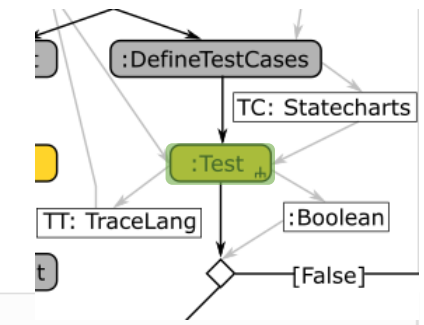 t
:DefineTestCases
TC: Statecharts
:Test
TT: TraceLang
:Boolean
t
[False]